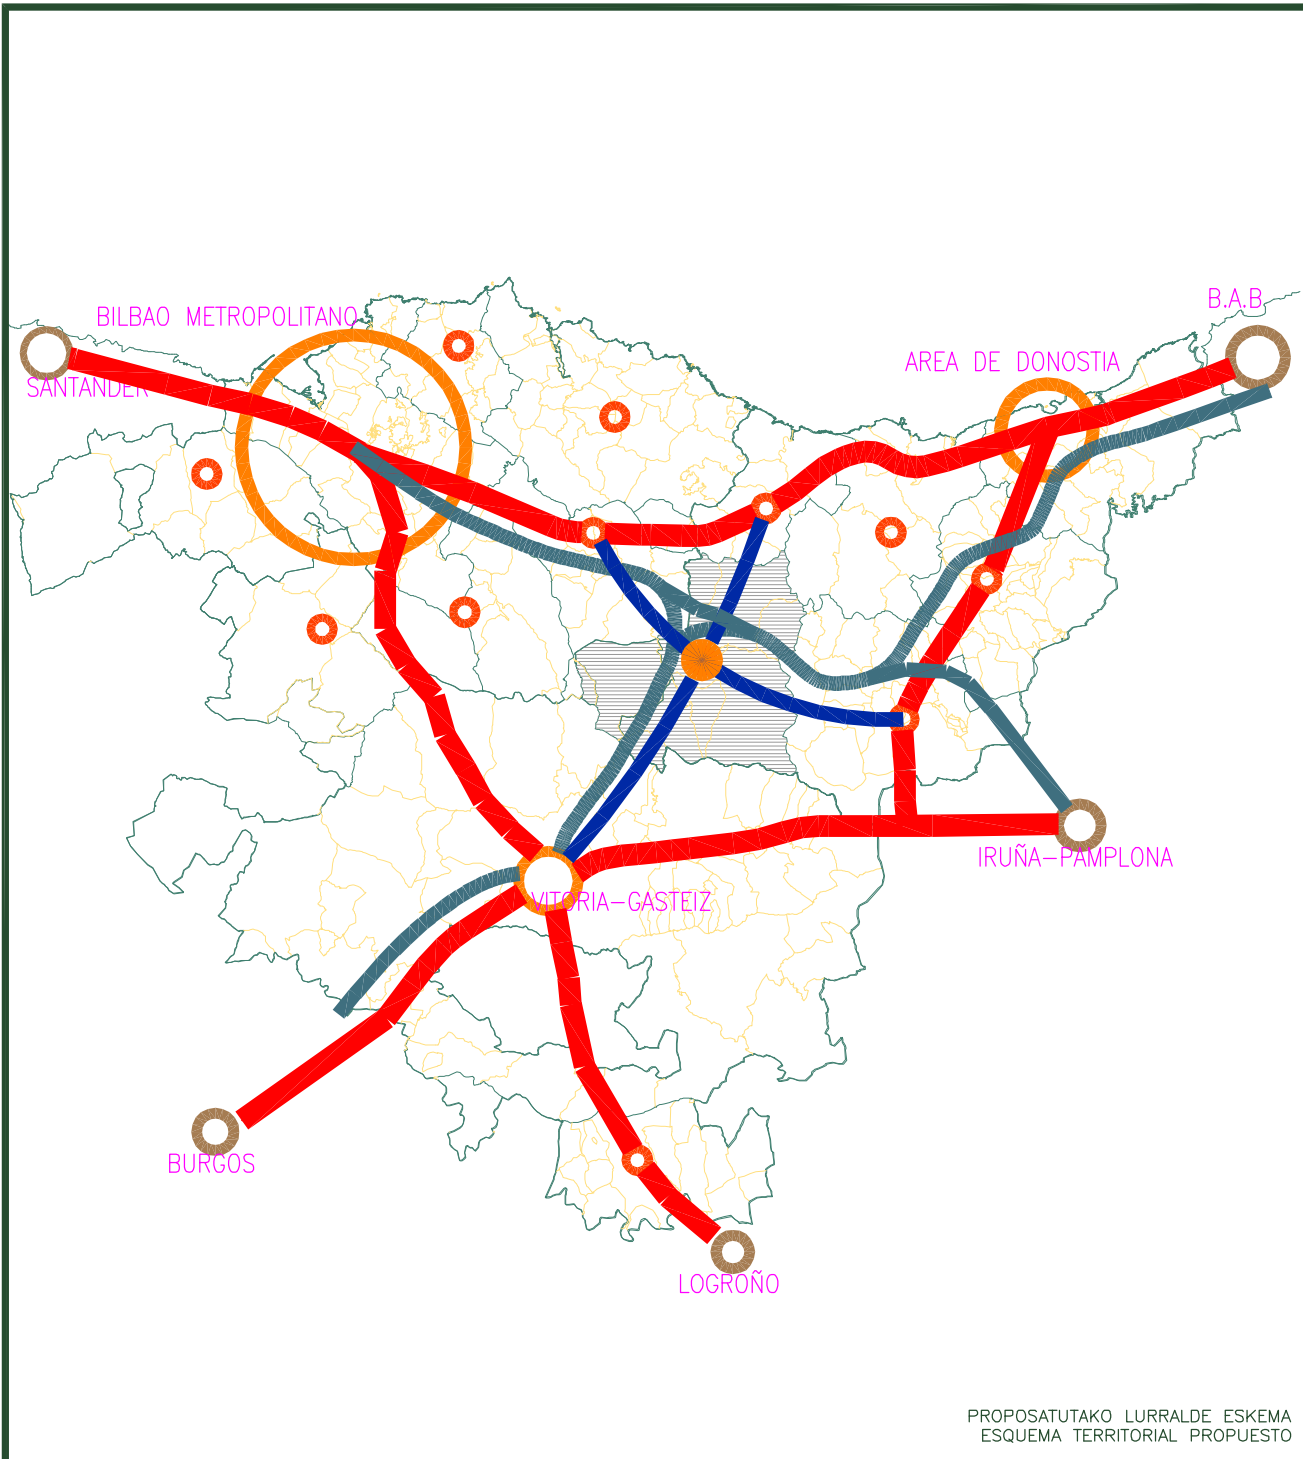 B.A.B
BILBAO METROPOLITANO
AREA DE DONOSTIA
SANTANDER
IRUÑA-PAMPLONA
VITORIA-GASTEIZ
BURGOS
LOGROÑO
PROPOSATUTAKO LURRALDE ESKEMA
ESQUEMA TERRITORIAL PROPUESTO